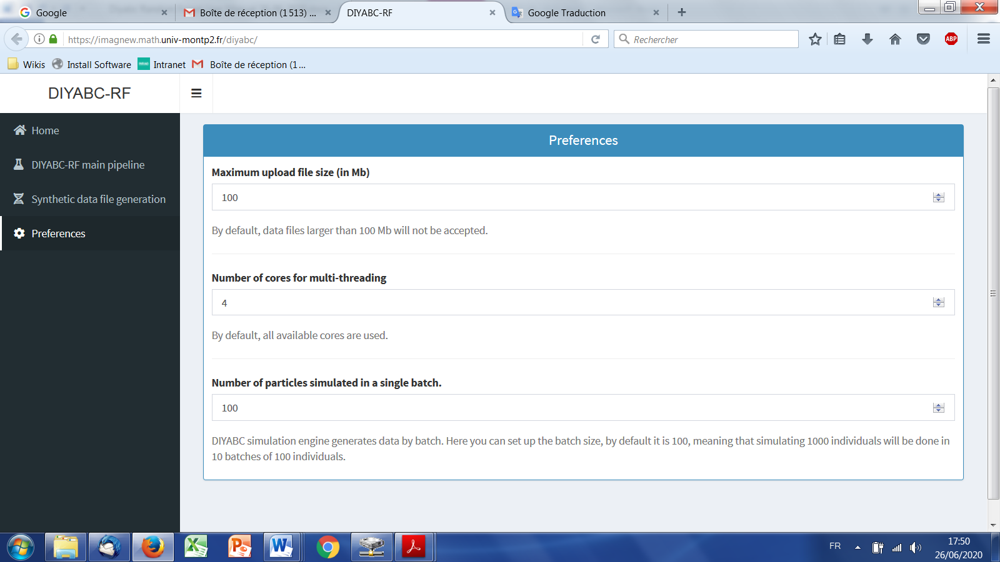 Google
Boîte de réception (1 513) ...
DIYABC-RF
Google Traduction
https://imagnew.math.univ-montp2.fr/diyabc/
Rechercher
ABP
Wikis
Install Software
Intranet
Boîte de réception (1 ...
DIYABC-RF
Home
DIYABC-RF main pipeline
Synthetic data file generation
Preferences
Preferences
Maximum upload file size (in Mb)
100
By default, data files larger than 100 Mb will not be accepted.
Number of cores for multi-threading
4
By default, all available cores are used.
Number of particles simulated in a single batch.
100
DIYABC simulation engine generates data by batch. Here you can set up the batch size, by default it is 100, meaning that simulating 1000 individuals will be done in
10 batches of 100 individuals.
FR
17:50
26/06/2020